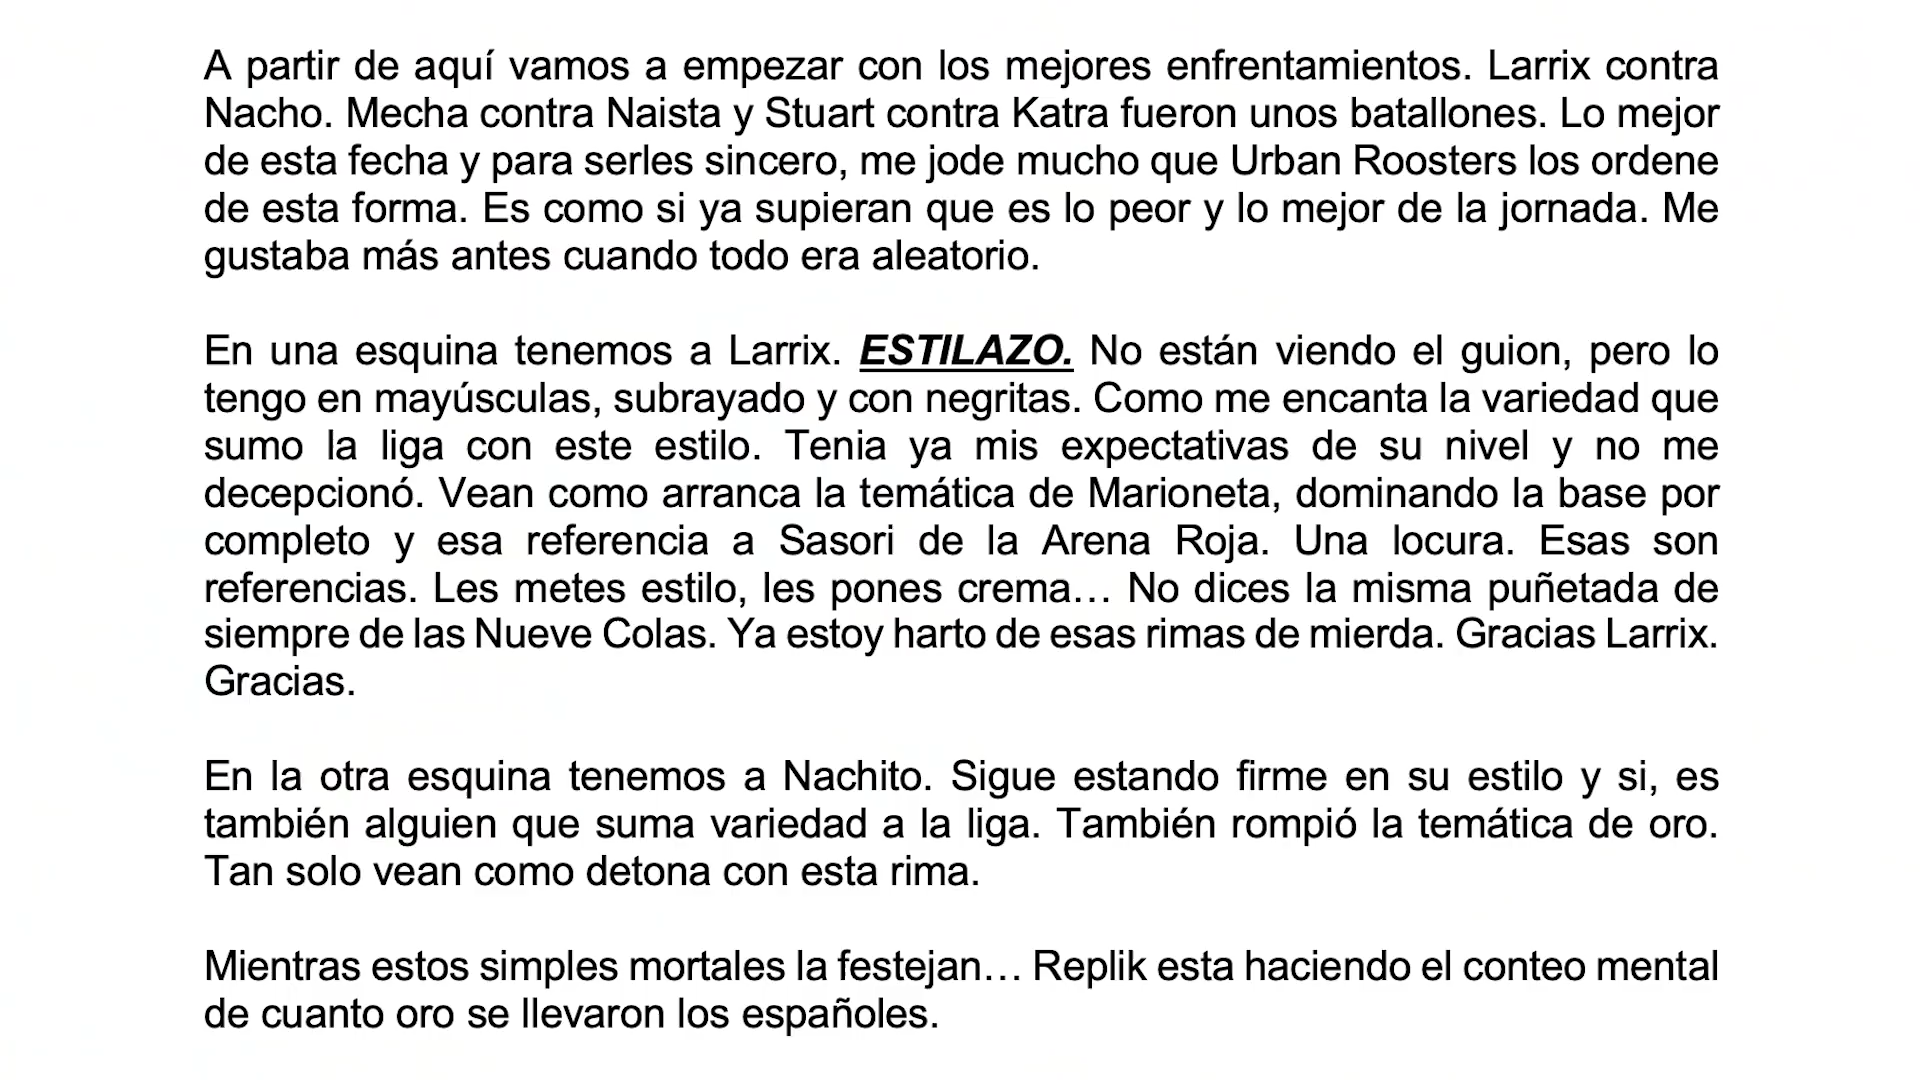 A partir de aquí vamos a empezar con los mejores enfrentamientos. Larrix contra
Nacho. Mecha contra Naista y Stuart contra Katra fueron unos batallones. Lo mejor
de esta fecha y para serles sincero, me jode mucho que Urban Roosters los ordene
de esta forma. Es como si ya supieran que es lo peor y lo mejor de la jornada. Me
gustaba más antes cuando todo era aleatorio.
En una esquina tenemos a Larrix. ESTILAZO. No están viendo el guion, pero lo
tengo en mayúsculas, subrayado y con negritas. Como me encanta la variedad que
sumo la liga con este estilo. Tenia ya mis expectativas de su nivel y no me
decepcionó. Vean como arranca la temática de Marioneta, dominando la base por
completo y esa referencia a Sasori de la Arena Roja. Una locura. Esas son
referencias. Les metes estilo, les pones crema… No dices la misma puñetada de
siempre de las Nueve Colas. Ya estoy harto de esas rimas de mierda. Gracias Larrix.
Gracias.
En la otra esquina tenemos a Nachito. Sigue estando firme en su estilo y si, es
también alguien que suma variedad a la liga. También rompió la temática de oro.
Tan solo vean como detona con esta rima.
Mientras estos simples mortales la festejan… Replik esta haciendo el conteo mental
de cuanto oro se llevaron los españoles.